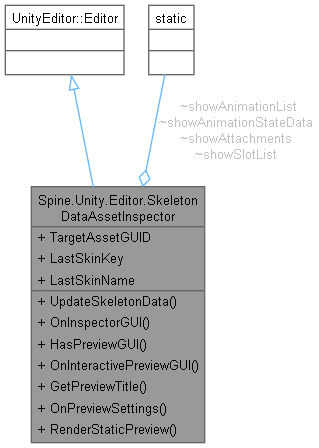 UnityEditor::Editor
static
~showAnimationList
~showAnimationStateData
~showAttachments
~showSlotList
Spine.Unity.Editor.Skeleton
DataAssetInspector
+ TargetAssetGUID
+ LastSkinKey
+ LastSkinName
+ UpdateSkeletonData()
+ OnInspectorGUI()
+ HasPreviewGUI()
+ OnInteractivePreviewGUI()
+ GetPreviewTitle()
+ OnPreviewSettings()
+ RenderStaticPreview()